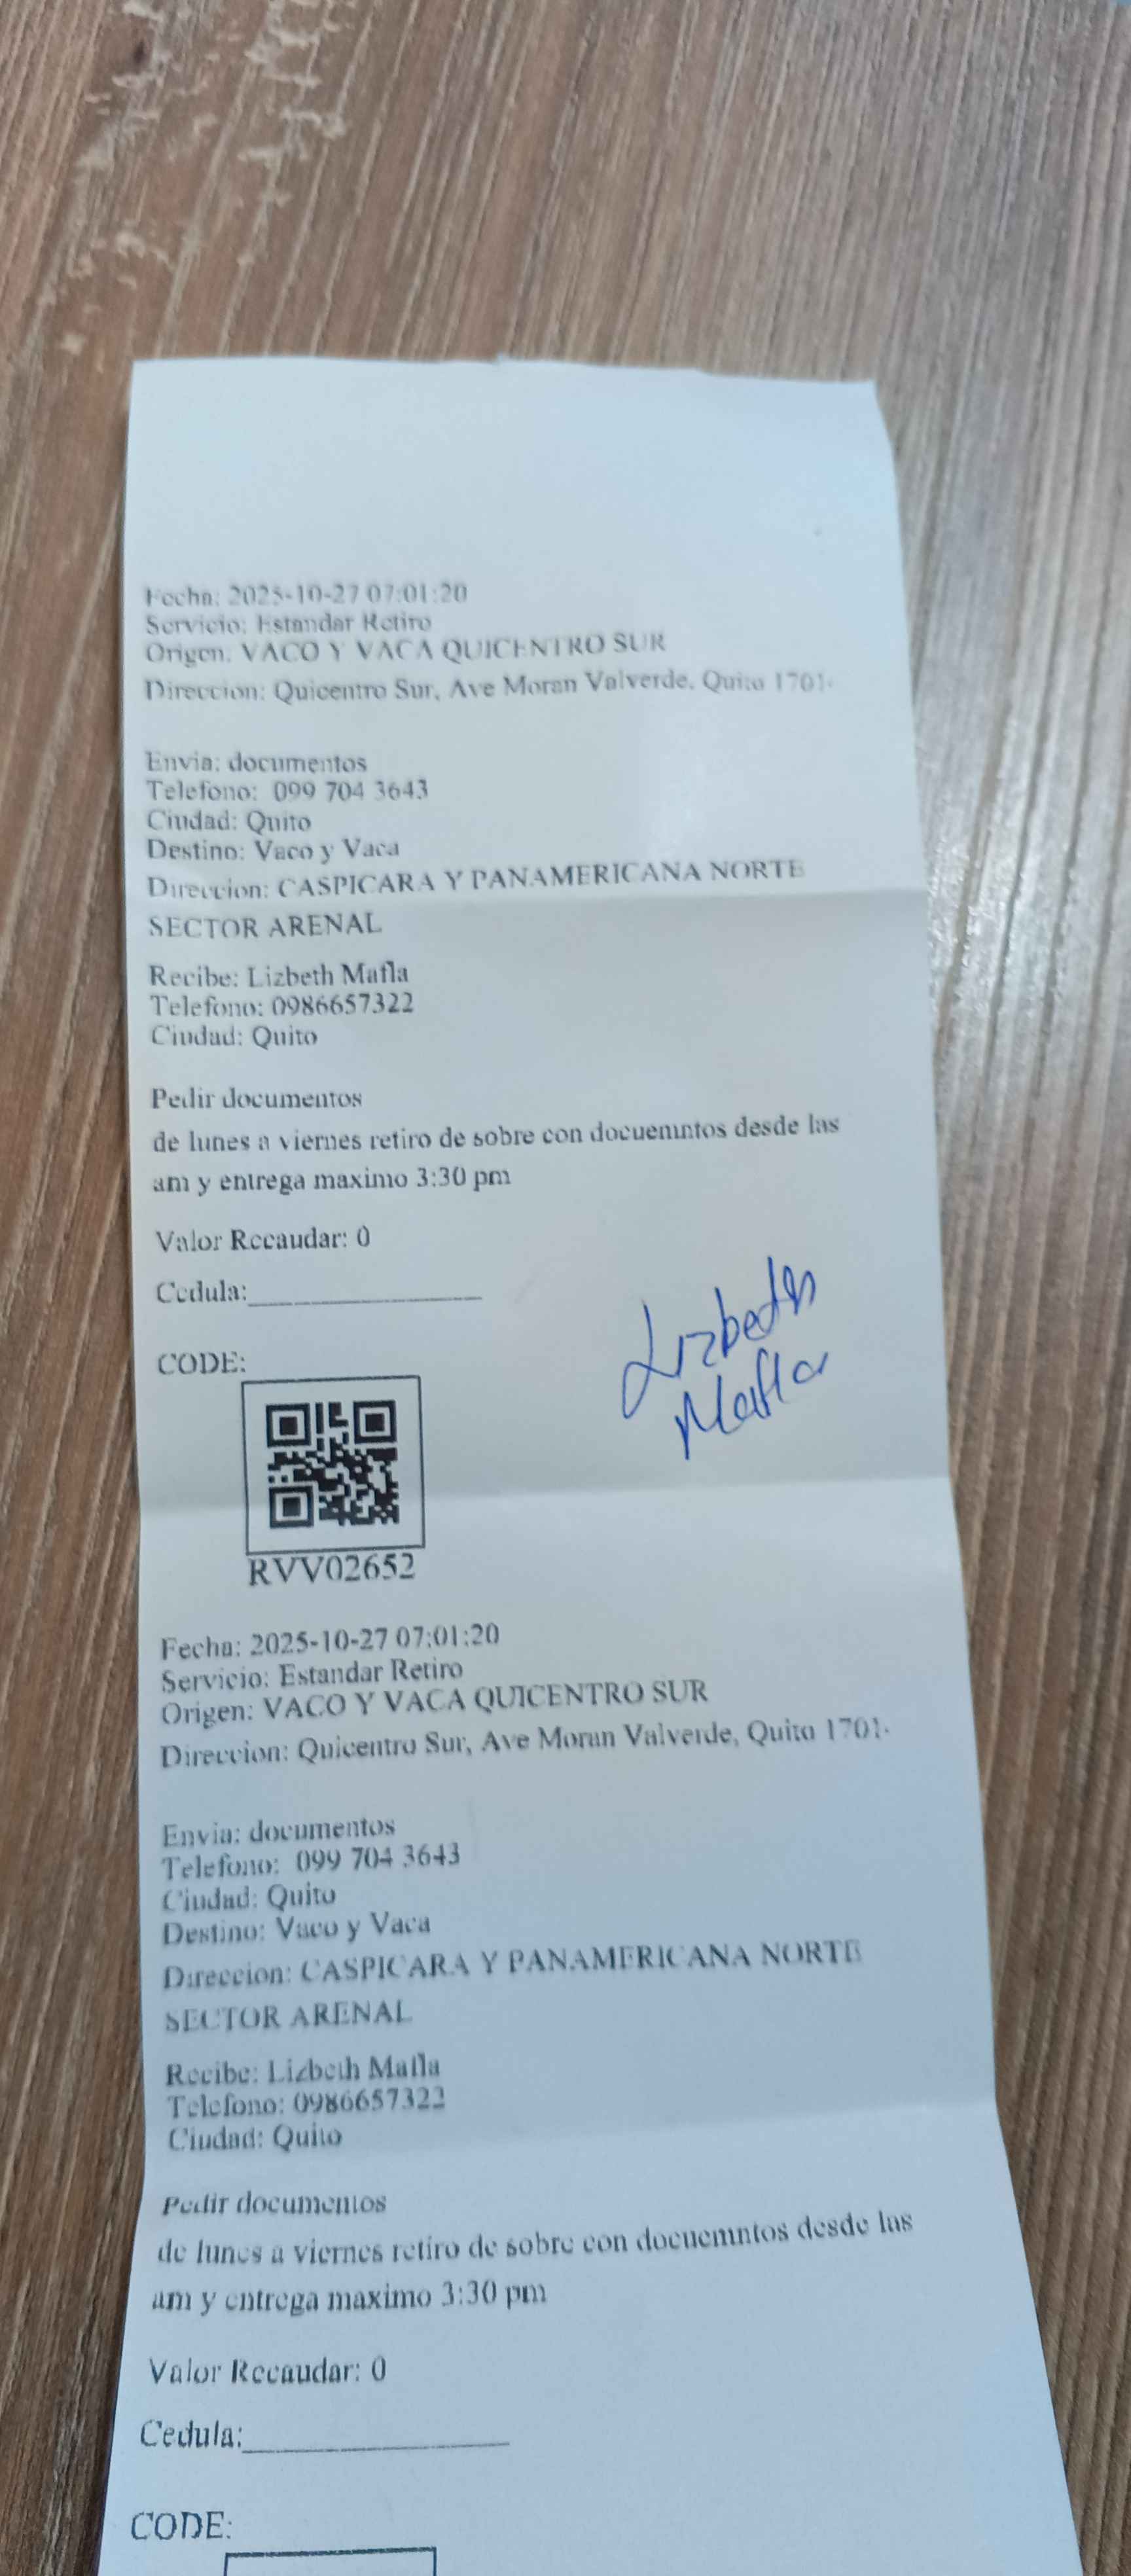 Fecha: 2025-10-27 07:01:20
Servicio: Estandar Retiro
Origen: VACO Y VACA QUICENTRO SUR
Direccion: Quicentro Sur, Ave Moran Valverde, Quito 1701
Envia: documentos
Telefono: 099 704 3643
Ciudad: Quito
Destino: Vaco y Vaca
Direccion: CASPICARA Y PANAMERICANA NORTE
SECTOR ARENAL
Recibe: Lizbeth Mafla
Telefono: 0986657322
Ciudad: Quito
Pedir documentos
de lunes a viernes retiro de sobre con docuemntos desde las
am y entrega maximo 3:30 pm
Valor Recaudar: 0
Cedula:
Lizbeth
Mafla
CODE:
RVV02652
Fecha: 2025-10-27 07:01:20
Servicio: Estandar Retiro
Origen: VACO Y VACA QUICENTRO SUR
Direccion: Quicentro Sur, Ave Moran Valverde, Quito 1701
Envia: documentos
Telefono: 099 704 3643
Ciudad: Quito
Destino: Vaco y Vaca
Direccion: CASPICARA Y PANAMERICANA NORTE
SECTOR ARENAL
Recibe: Lizbeth Mafla
Telefono: 0986657322
Ciudad: Quito
Pedir documentos
de lunes a viernes retiro de sobre con docuemntos desde las
am y entrega maximo 3:30 pm
Valor Recaudar: 0
Cedula:
CODE: